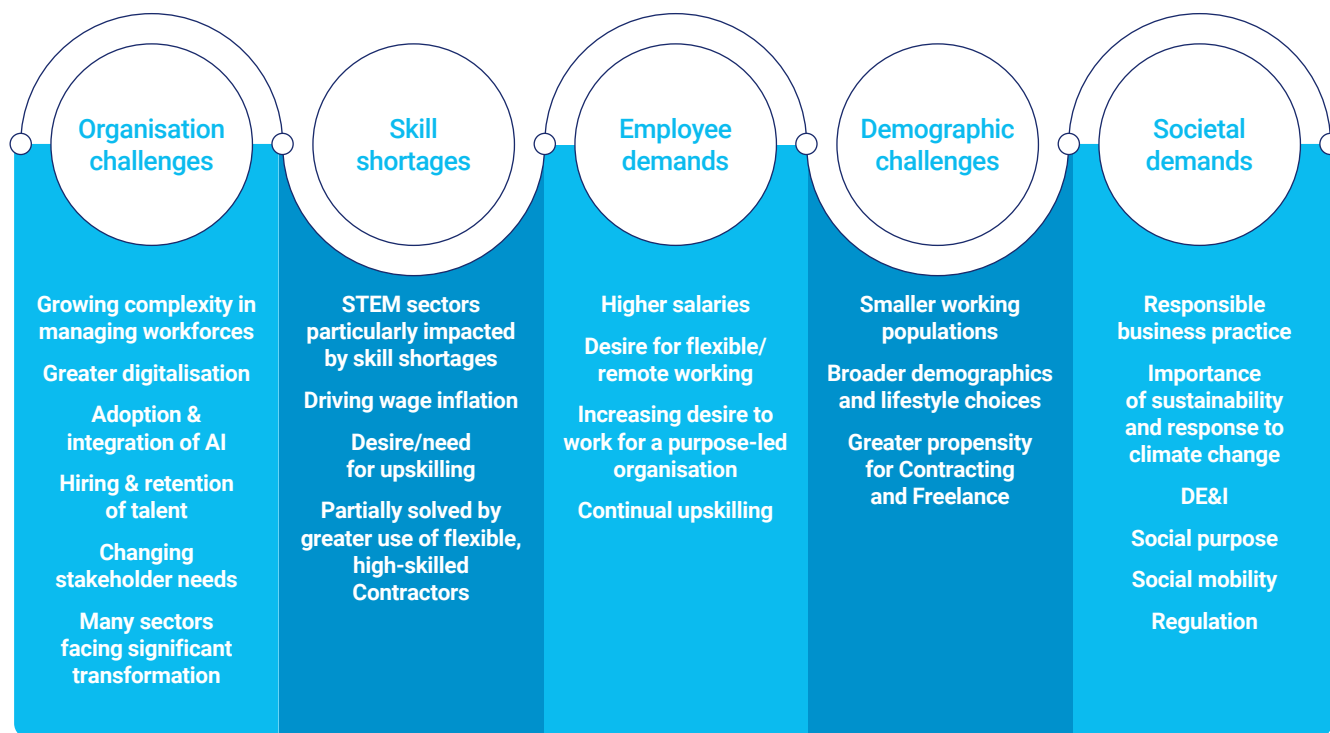 Organisation
challenges
Growing complexity in
managing workforces
Greater digitalisation
Adoption &
integration of AI
Hiring & retention
of talent
Changing
stakeholder needs
Many sectors
facing significant
transformation
Skill
shortages
STEM sectors
particularly impacted
by skill shortages
Driving wage inflation
Desire/need
for upskilling
Partially solved by
greater use of flexible,
high-skilled
Contractors
Employee
demands
Higher salaries
Desire for flexible/
remote working
Increasing desire to
work for a purpose-led
organisation
Continual upskilling
Demographic
challenges
Smaller working
populations
Broader demographics
and lifestyle choices
Greater propensity
for Contracting
and Freelance
Societal
demands
Responsible
business practice
Importance
of sustainability
and response to
climate change
DE&I
Social purpose
Social mobility
Regulation